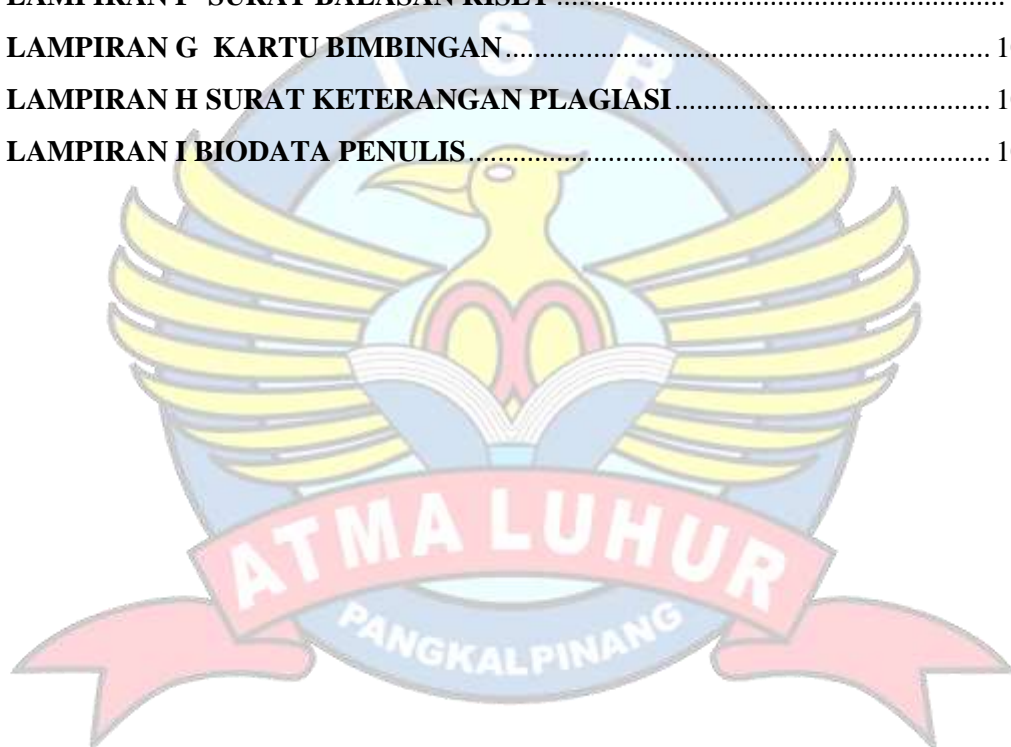 LAMPIRAN G KARTU BIMBINGAN
LAMPIRAN H SURAT KETERANGAN PLAGIASI
LAMPIRAN I BIODATA PENULIS
I S B
ATMA LUHUR
PANGKALPINANG